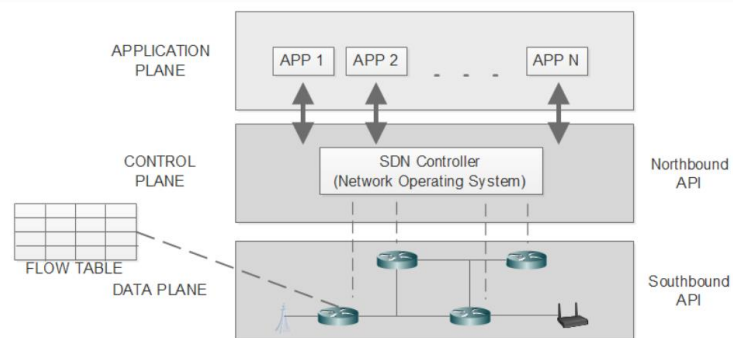 APPLICATION
PLANE
APP 1
APP 2
- - -
APP N
CONTROL
PLANE
SDN Controller
(Network Operating System)
Northbound
API
FLOW TABLE
DATA PLANE
Southbound
API